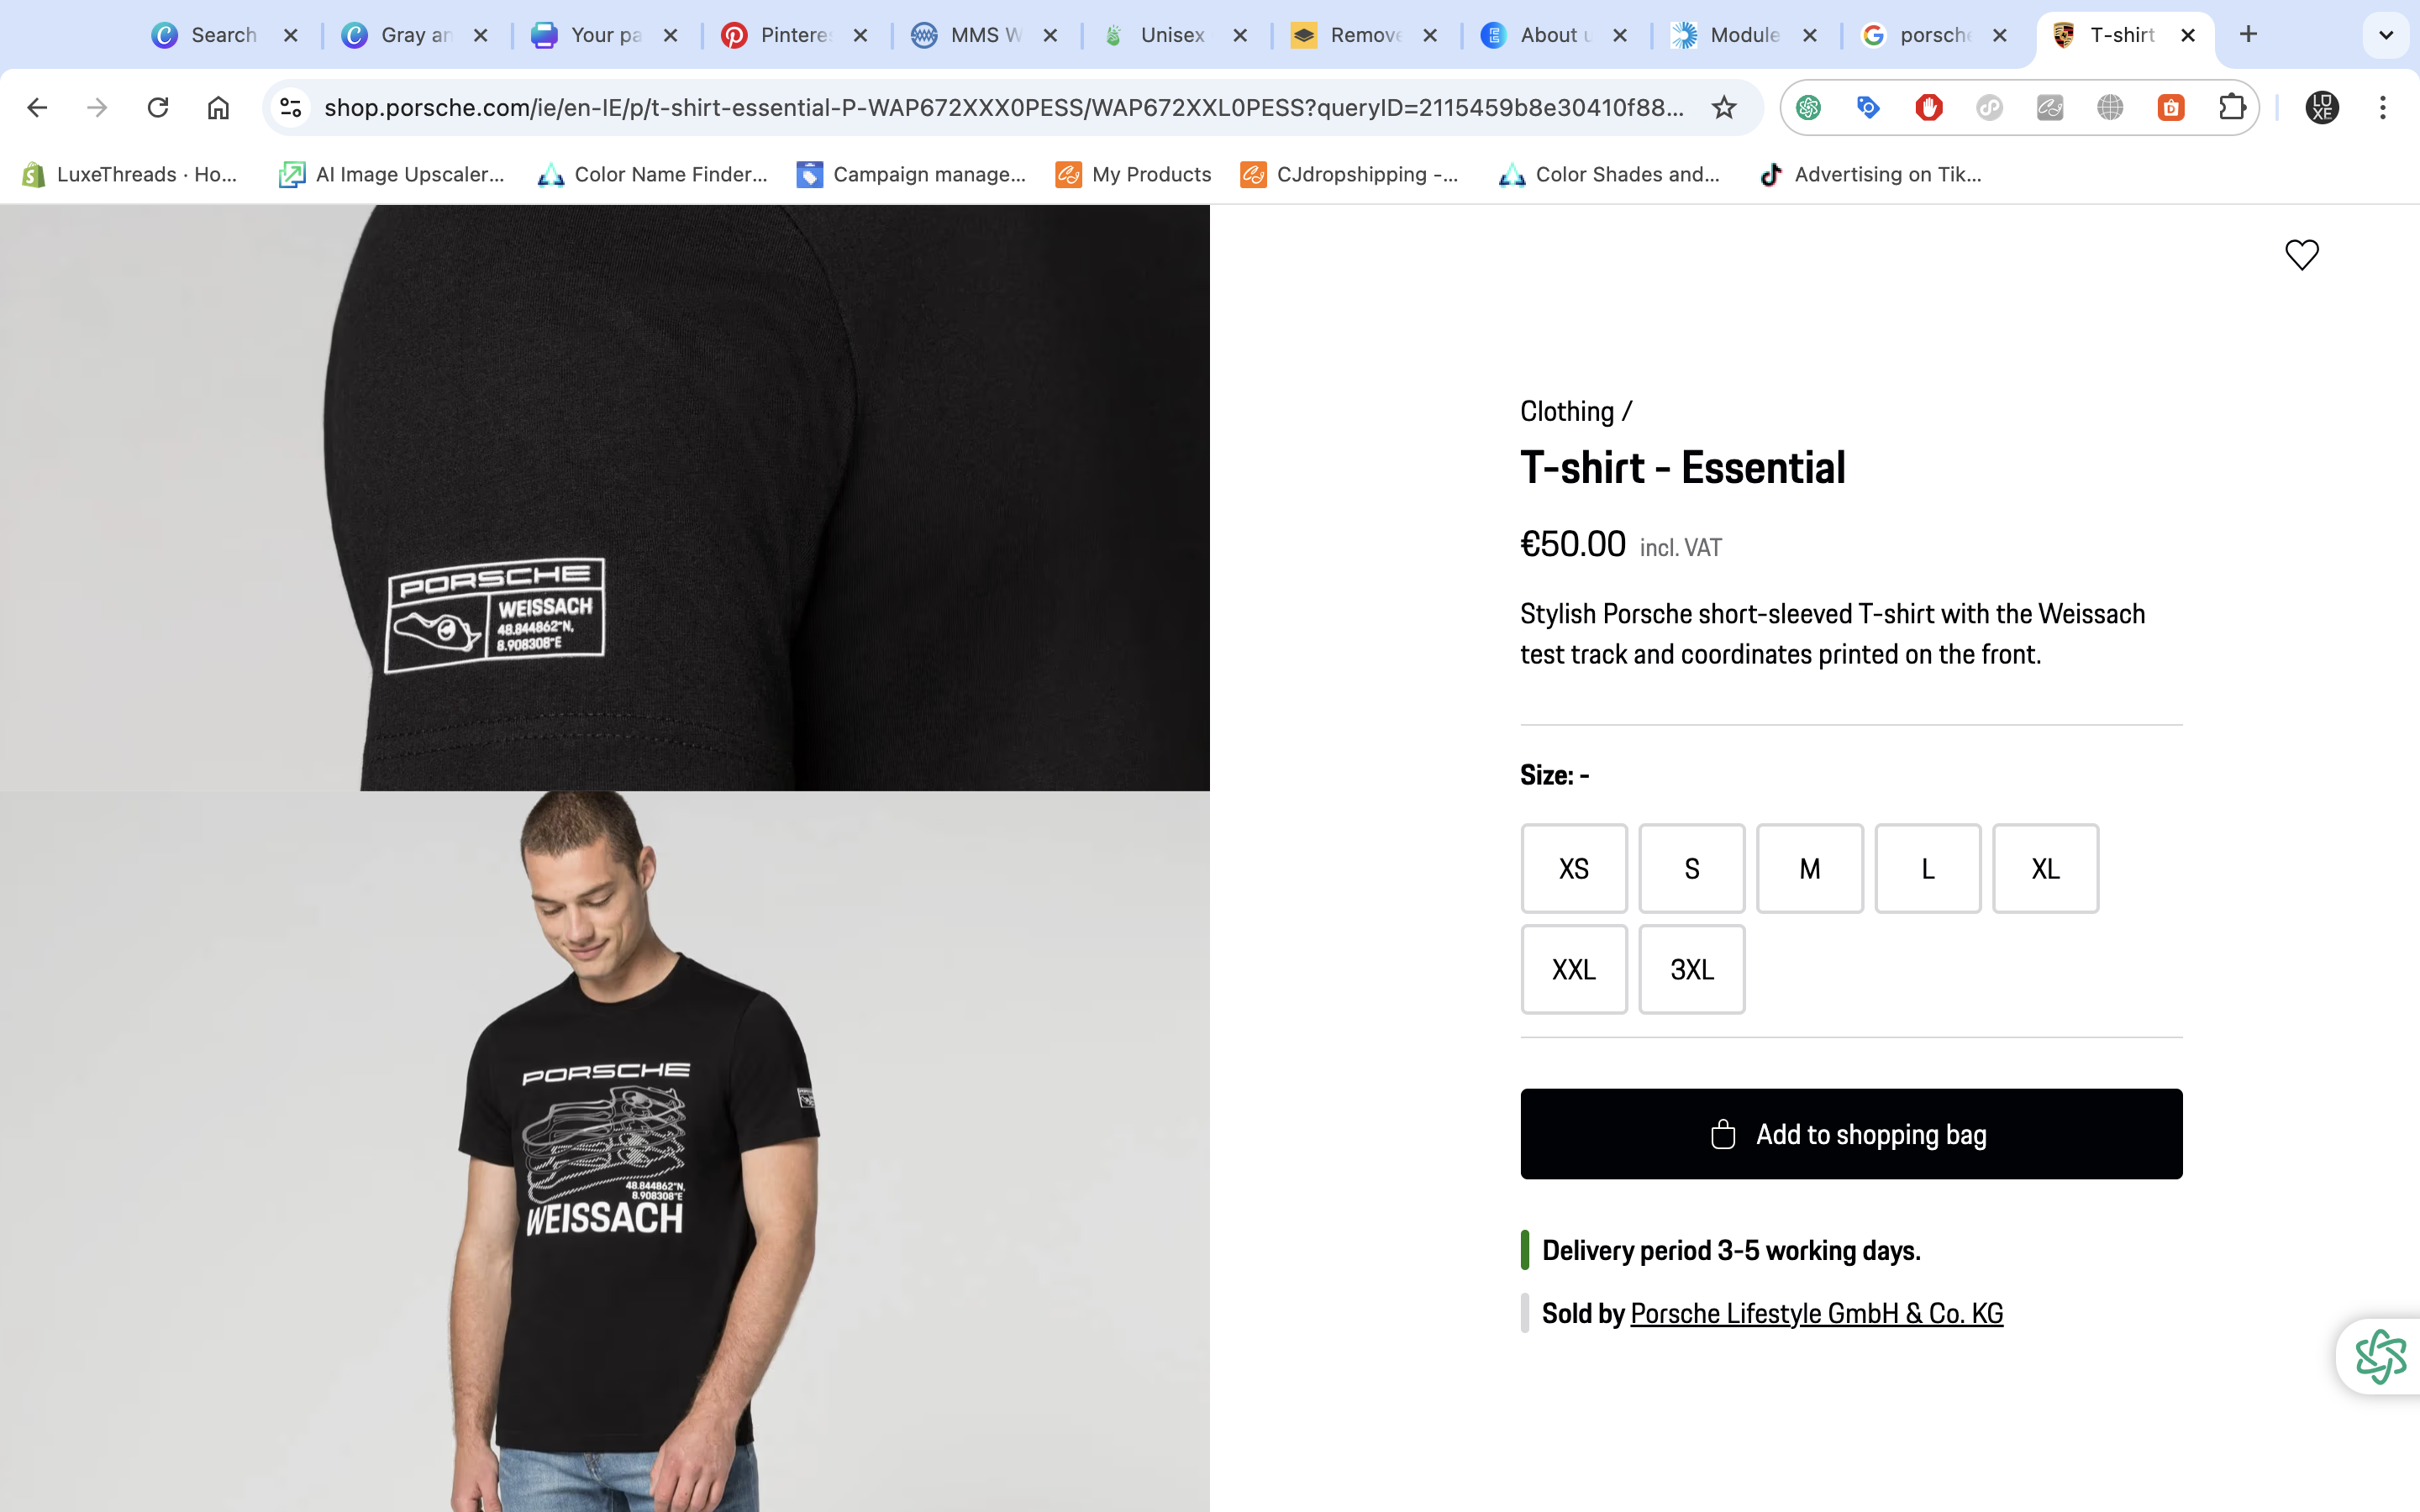 Search
Gray an
Your pa
Pinteres
MMS W
Unisex
Remove
About u
Module
porsche
T-shirt
shop.porsche.com/ie/en-IE/p/t-shirt-essential-P-WAP672XXX0PESS/WAP672XXL0PESS?queryID=2115459b8e30410f88...
LUXE
LuxeThreads · Ho...
AI Image Upscaler...
Color Name Finder...
Campaign manage...
My Products
CJdropshipping -...
Color Shades and...
Advertising on Tik...
PORSCHE
WEISSACH
48.844862°N,
8.908308°E
PORSCHE
48.844862°N,
8.908308°E
WEISSACH
Clothing /
T-shirt - Essential
€50.00 incl. VAT
Stylish Porsche short-sleeved T-shirt with the Weissach
test track and coordinates printed on the front.
Size: -
XS S M L XL
XXL 3XL
Add to shopping bag
Delivery period 3-5 working days.
Sold by Porsche Lifestyle GmbH & Co. KG